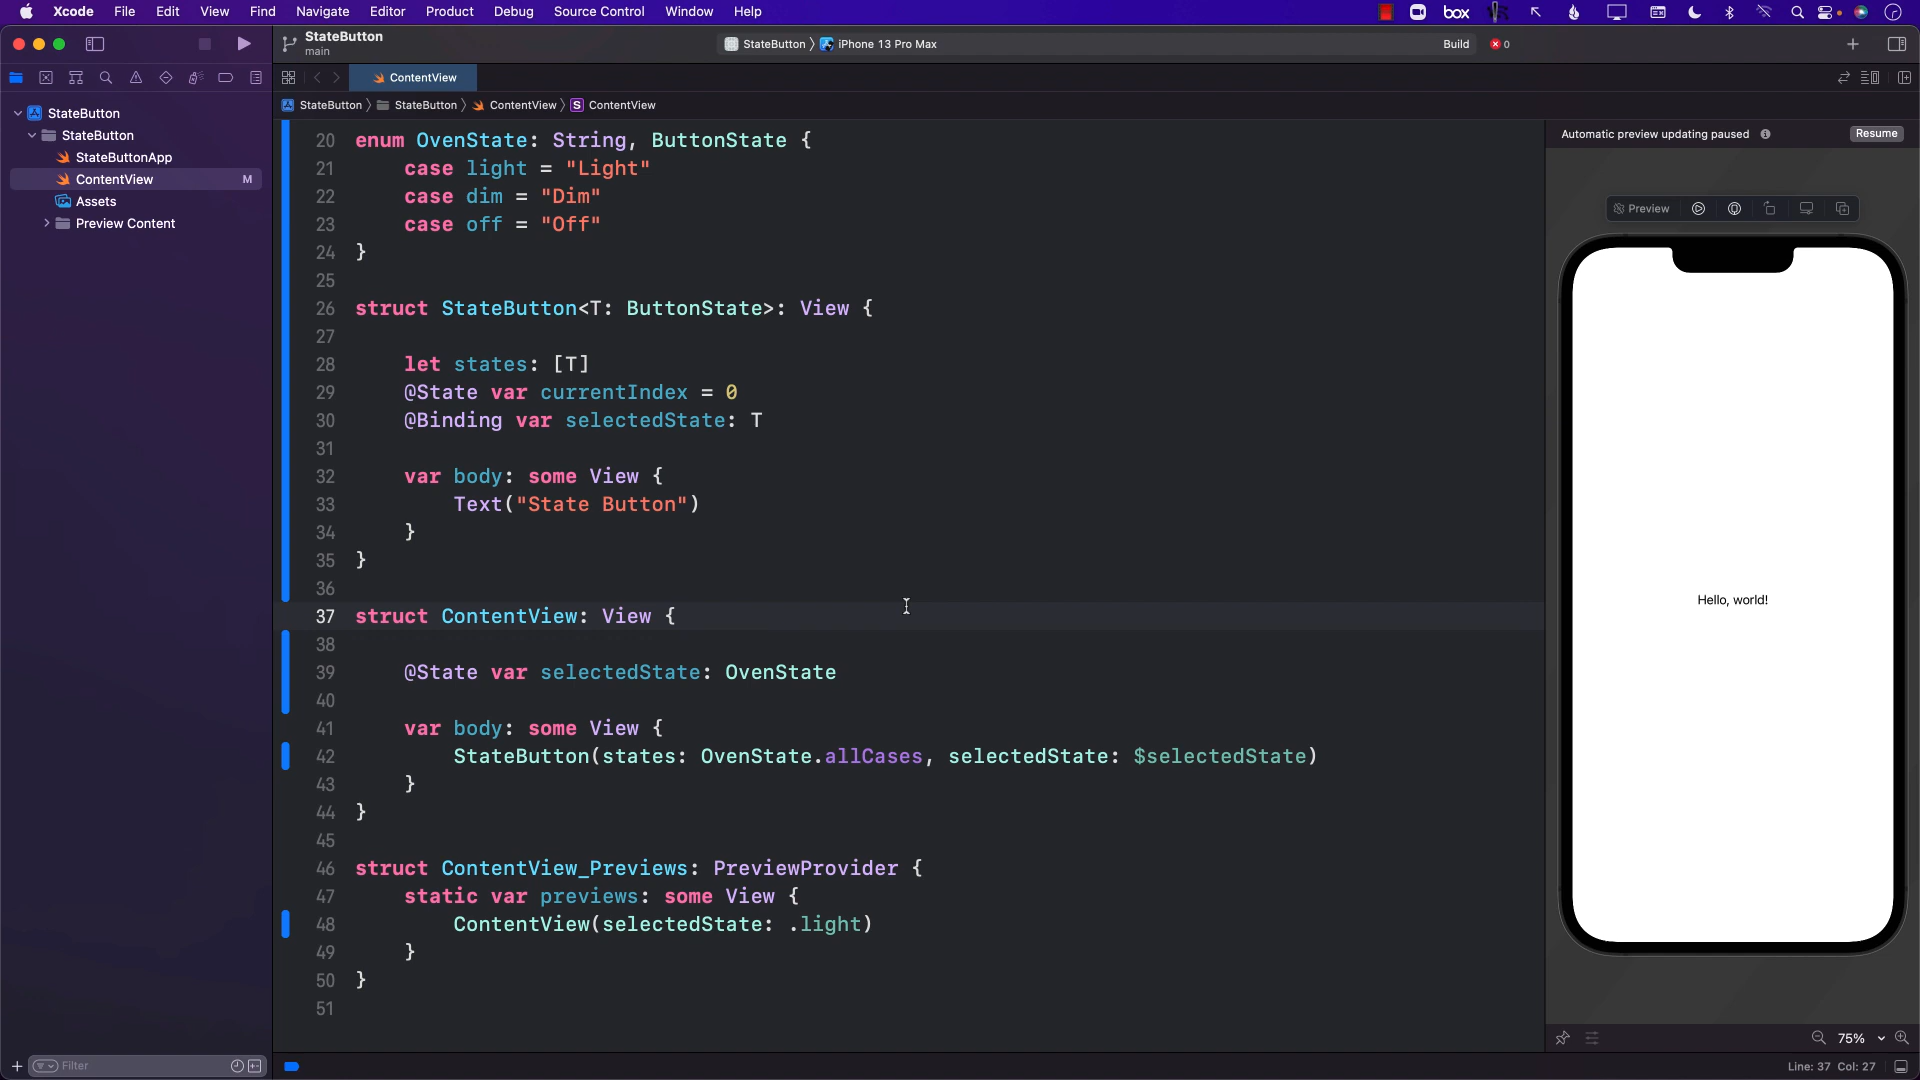 Xcode File Edit View Find Navigate Editor Product Debug Source Control Window Help
box
StateButton
main
StateButton 〉 iPhone 13 Pro Max
Build
0
ContentView
StateButton 〉 StateButton 〉 ContentView 〉 S ContentView
StateButton
StateButton
StateButtonApp
ContentView M
Assets
Preview Content
20 enum OvenState: String, ButtonState {
21 case light = "Light"
22 case dim = "Dim"
23 case off = "Off"
24 }
25
26 struct StateButton<T: ButtonState>: View {
27
28 let states: [T]
29 @State var currentIndex = 0
30 @Binding var selectedState: T
31
32 var body: some View {
33 Text("State Button")
34 }
35 }
36
37 struct ContentView: View {
38
39 @State var selectedState: OvenState
40
41 var body: some View {
42 StateButton(states: OvenState.allCases, selectedState: $selectedState)
43 }
44 }
45
46 struct ContentView_Previews: PreviewProvider {
47 static var previews: some View {
48 ContentView(selectedState: .light)
49 }
50 }
51
Automatic preview updating paused
Resume
Preview
Hello, world!
75%
Filter
Line: 37 Col: 27